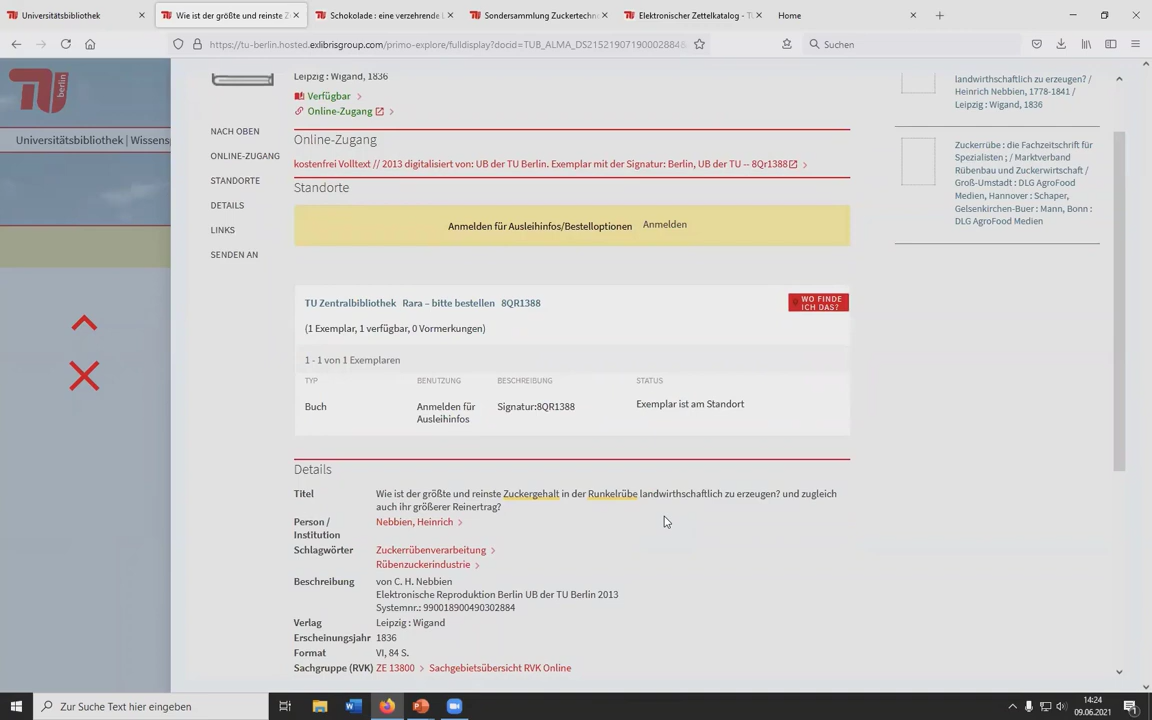 Universitätsbibliothek
Wie ist der größte und reinste Z
Schokolade : eine verzehrende L
Sondersammlung Zuckertechn
Elektronischer Zettelkatalog - TU
Home
https://tu-berlin.hosted.exlibrisgroup.com/primo-explore/fulldisplay?docid=TUB_ALMA_DS21521907190002884&
Suchen
TU berlin
Universitätsbibliothek | Wissensp
Leipzig : Wigand, 1836
Verfügbar
Online-Zugang
NACH OBEN
ONLINE-ZUGANG
STANDORTE
DETAILS
LINKS
SENDEN AN
Online-Zugang
kostenfrei Volltext // 2013 digitalisiert von: UB der TU Berlin. Exemplar mit der Signatur: Berlin, UB der TU -- 8Qr1388
Standorte
Anmelden für Ausleihinfos/Bestelloptionen Anmelden
TU Zentralbibliothek Rara – bitte bestellen 8QR1388
WO FINDE
ICH DAS?
(1 Exemplar, 1 verfügbar, 0 Vormerkungen)
1 - 1 von 1 Exemplaren
TYP BENUTZUNG BESCHREIBUNG STATUS
Buch Anmelden für Signatur:8QR1388 Exemplar ist am Standort
Ausleihinfos
Details
Titel Wie ist der größte und reinste Zuckergehalt in der Runkelrübe landwirthschaftlich zu erzeugen? und zugleich
auch ihr größerer Reinertrag?
Person / Nebbien, Heinrich
Institution
Schlagwörter Zuckerrübenverarbeitung
Rübenzuckerindustrie
Beschreibung von C. H. Nebbien
Elektronische Reproduktion Berlin UB der TU Berlin 2013
Systemnr.: 990018900490302884
Verlag Leipzig : Wigand
Erscheinungsjahr 1836
Format VI, 84 S.
Sachgruppe (RVK) ZE 13800 > Sachgebietsübersicht RVK Online
landwirthschaftlich zu erzeugen? /
Heinrich Nebbien, 1778-1841 /
Leipzig : Wigand, 1836
Zuckerrübe : die Fachzeitschrift für
Spezialisten ; / Marktverband
Rübenbau und Zuckerwirtschaft /
Groß-Umstadt : DLG AgroFood
Medien, Hannover : Schaper,
Gelsenkirchen-Buer : Mann, Bonn :
DLG AgroFood Medien
Zur Suche Text hier eingeben
14:24
09.06.2021